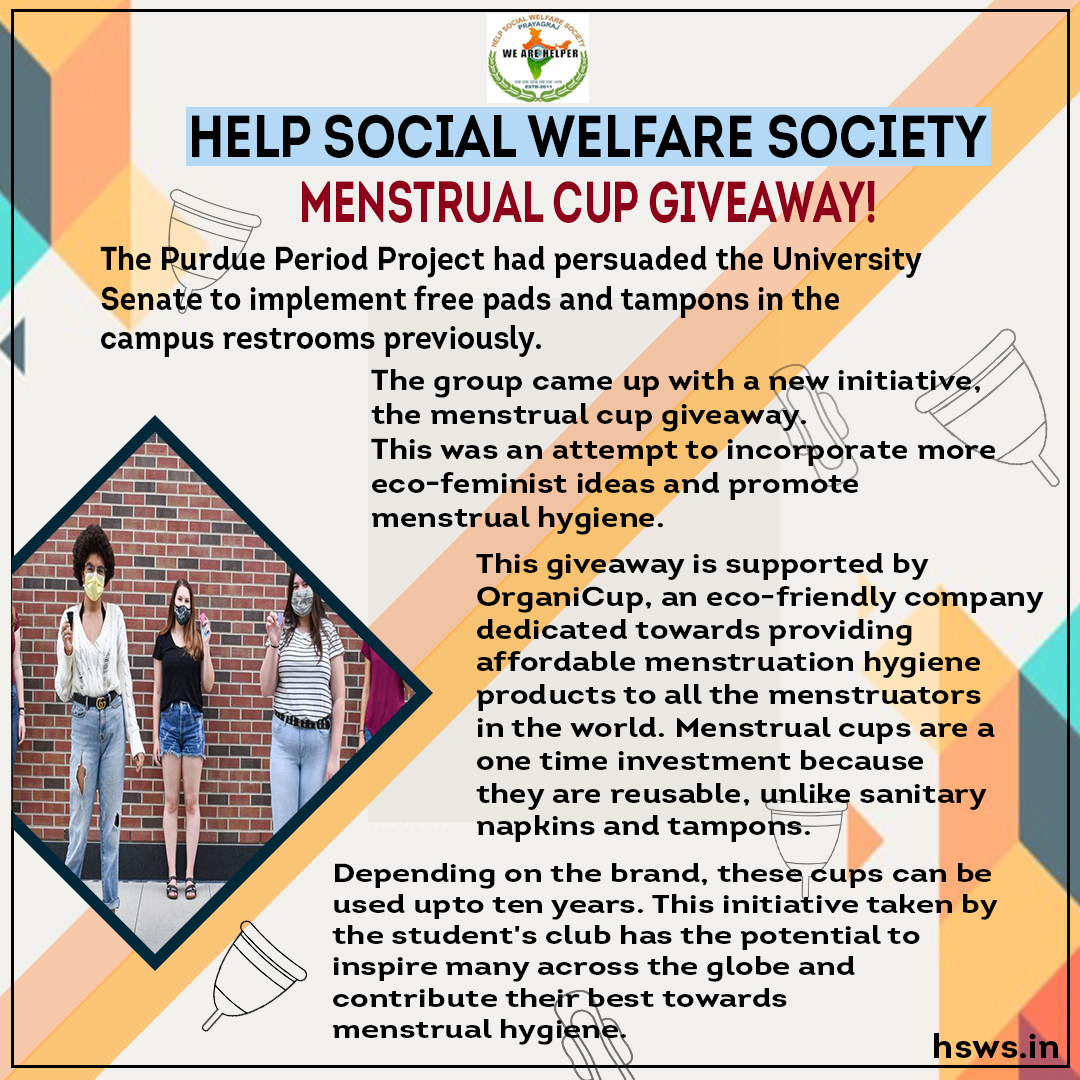 HELP SOCIAL WELFARE SOCIETY
PRAYAGRAJ
WE ARE HELPER
ESTD-2011
HELP SOCIAL WELFARE SOCIETY
MENSTRUAL CUP GIVEAWAY!
The Purdue Period Project had persuaded the University
Senate to implement free pads and tampons in the
campus restrooms previously.
The group came up with a new initiative,
the menstrual cup giveaway.
This was an attempt to incorporate more
eco-feminist ideas and promote
menstrual hygiene.
This giveaway is supported by
OrganiCup, an eco-friendly company
dedicated towards providing
affordable menstruation hygiene
products to all the menstruators
in the world. Menstrual cups are a
one time investment because
they are reusable, unlike sanitary
napkins and tampons.
Depending on the brand, these cups can be
used upto ten years. This initiative taken by
the student's club has the potential to
inspire many across the globe and
contribute their best towards
menstrual hygiene.
hsws.in